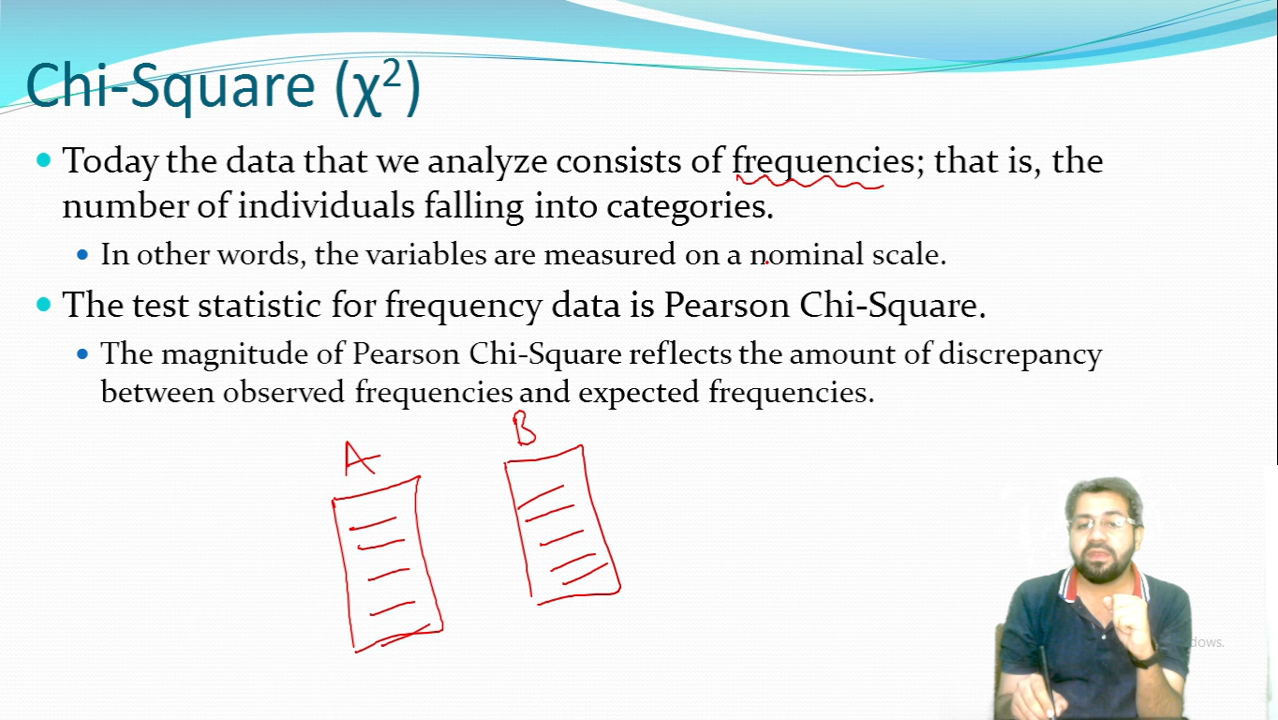 Chi-Square (χ²)
• Today the data that we analyze consists of frequencies; that is, the
number of individuals falling into categories.
• In other words, the variables are measured on a nominal scale.
• The test statistic for frequency data is Pearson Chi-Square.
• The magnitude of Pearson Chi-Square reflects the amount of discrepancy
between observed frequencies and expected frequencies.
A
B